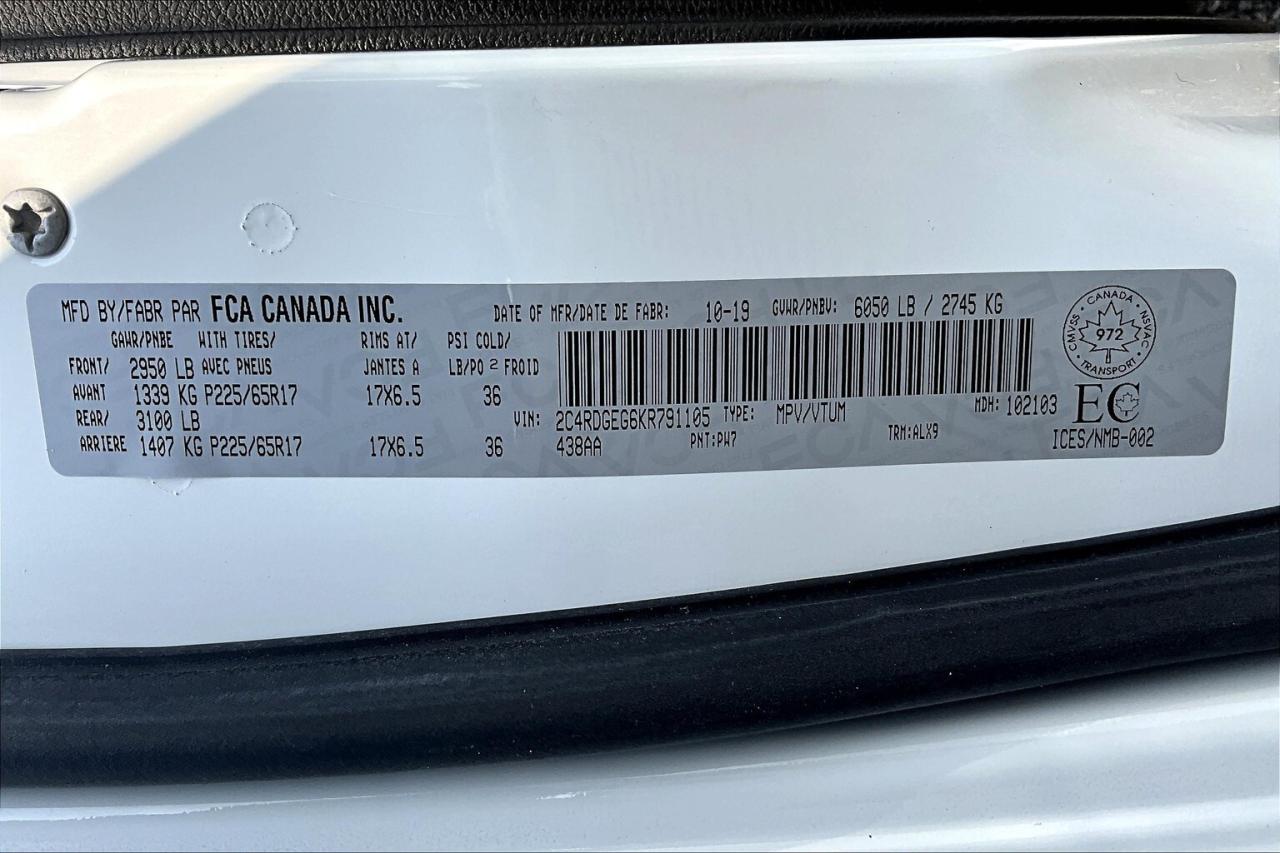 MFD BY/FABR PAR FCA CANADA INC. DATE OF MFR/DATE DE FABR: 10-19 GVWR/PNBV: 6050 LB / 2745 KG
GAWR/PNBE WITH TIRES/ RIMS AT/ PSI COLD/
FRONT/ 2950 LB AVEC PNEUS JANTES A LB/PO 2 FROID
AVANT 1339 KG P225/65R17 17X6.5 36
REAR/ 3100 LB
ARRIERE 1407 KG P225/65R17 17X6.5 36
VIN: 2C4RDGEG6KR791105 TYPE: MPV/VTUM MDH: 102103
438AA PNT:PW7 TRM:ALX9
CANADA
CMVSS 972 NSVAC
TRANSPORT
EC
ICES/NMB-002